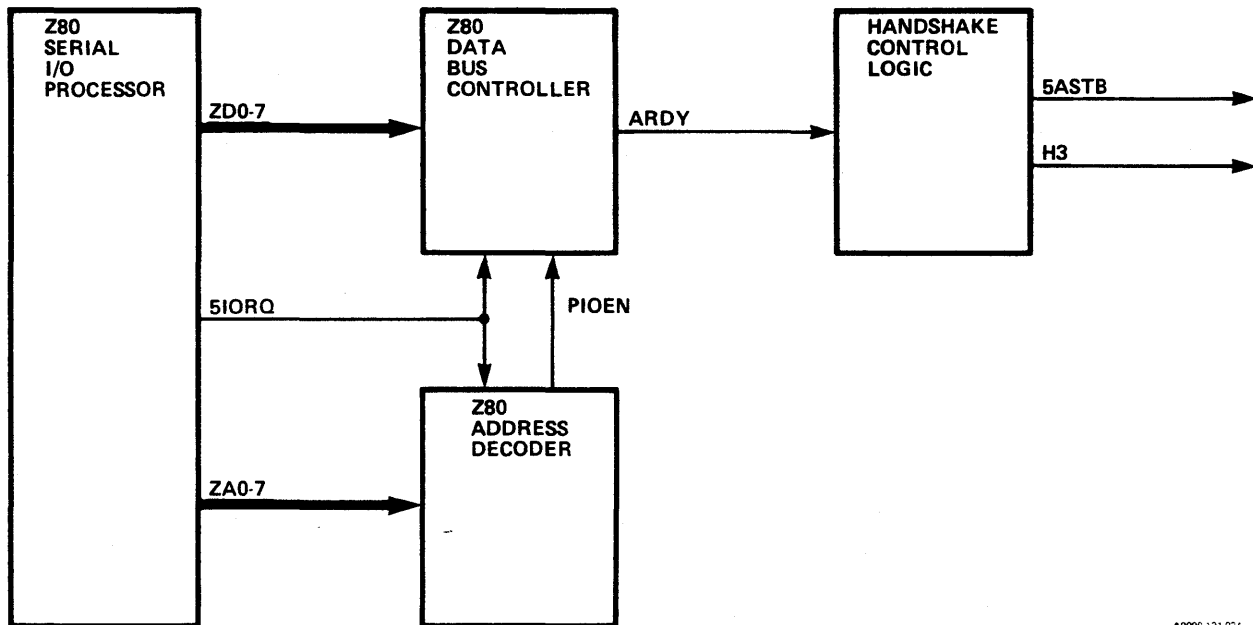 Z80
SERIAL
I/O
PROCESSOR
Z80
DATA
BUS
CONTROLLER
HANDSHAKE
CONTROL
LOGIC
ZD0-7
ARDY
5ASTB
H3
5IORQ
PIOEN
Z80
ADDRESS
DECODER
ZA0-7